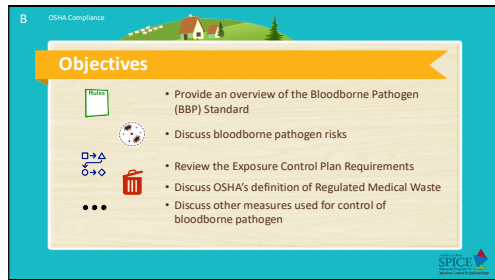 B
OSHA Compliance
Objectives
Rules
• Provide an overview of the Bloodborne Pathogen
(BBP) Standard
• Discuss bloodborne pathogen risks
• Review the Exposure Control Plan Requirements
• Discuss OSHA's definition of Regulated Medical Waste
• Discuss other measures used for control of
bloodborne pathogen
SPICE